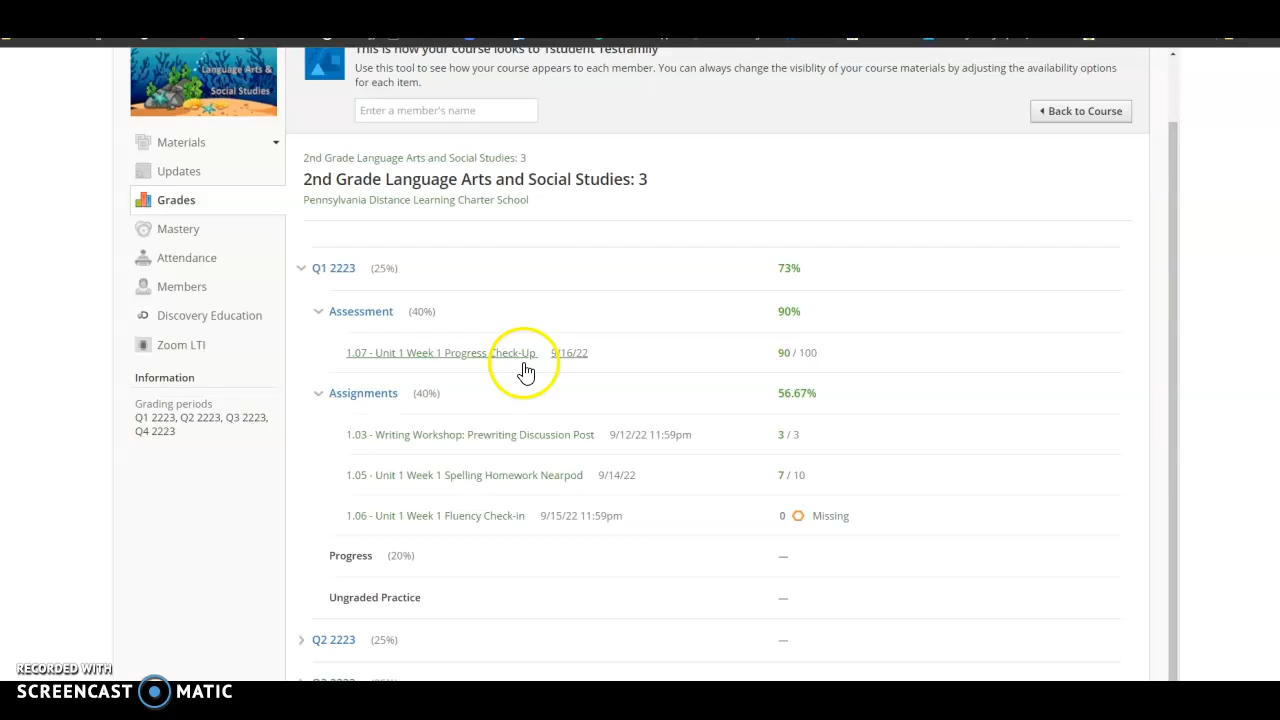 This is how your course looks to 1student Testfamily
Language Arts &
Social Studies
Use this tool to see how your course appears to each member. You can always change the visiblity of your course materials by adjusting the availability options
for each item.
Enter a member's name
Back to Course
Materials
Updates
Grades
Mastery
Attendance
Members
Discovery Education
Zoom LTI
Information
Grading periods
Q1 2223, Q2 2223, Q3 2223,
Q4 2223
2nd Grade Language Arts and Social Studies: 3
2nd Grade Language Arts and Social Studies: 3
Pennsylvania Distance Learning Charter School
Q1 2223 (25%) 73%
Assessment (40%) 90%
1.07 - Unit 1 Week 1 Progress Check-Up 9/16/22 90 / 100
Assignments (40%) 56.67%
1.03 - Writing Workshop: Prewriting Discussion Post 9/12/22 11:59pm 3 / 3
1.05 - Unit 1 Week 1 Spelling Homework Nearpod 9/14/22 7 / 10
1.06 - Unit 1 Week 1 Fluency Check-in 9/15/22 11:59pm 0 Missing
Progress (20%) —
Ungraded Practice —
Q2 2223 (25%) —
RECORDED WITH
SCREENCAST MATIC